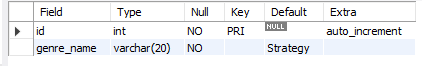 Field Type Null Key Default Extra
id int NO PRI NULL auto_increment
genre_name varchar(20) NO Strategy